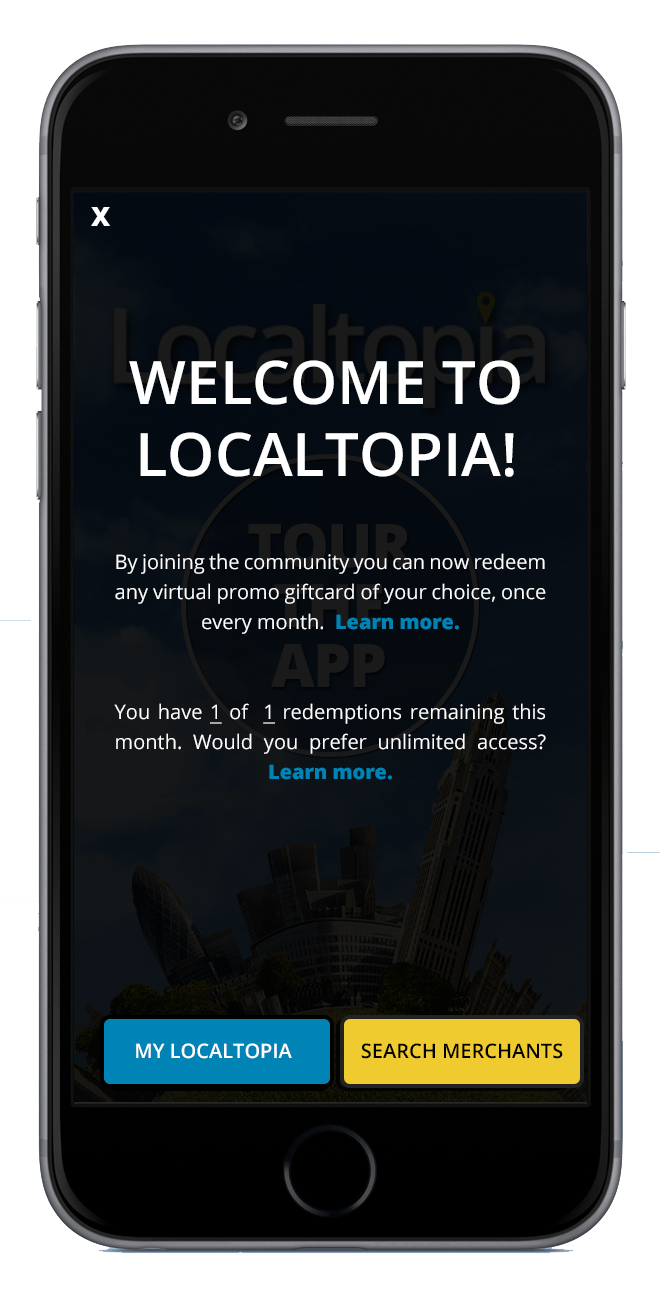 X
Localtopia
WELCOME TO
LOCALTOPIA!
TOUR
THE
APP
By joining the community you can now redeem
any virtual promo giftcard of your choice, once
every month. Learn more.
You have 1 of 1 redemptions remaining this
month. Would you prefer unlimited access?
Learn more.
MY LOCALTOPIA
SEARCH MERCHANTS